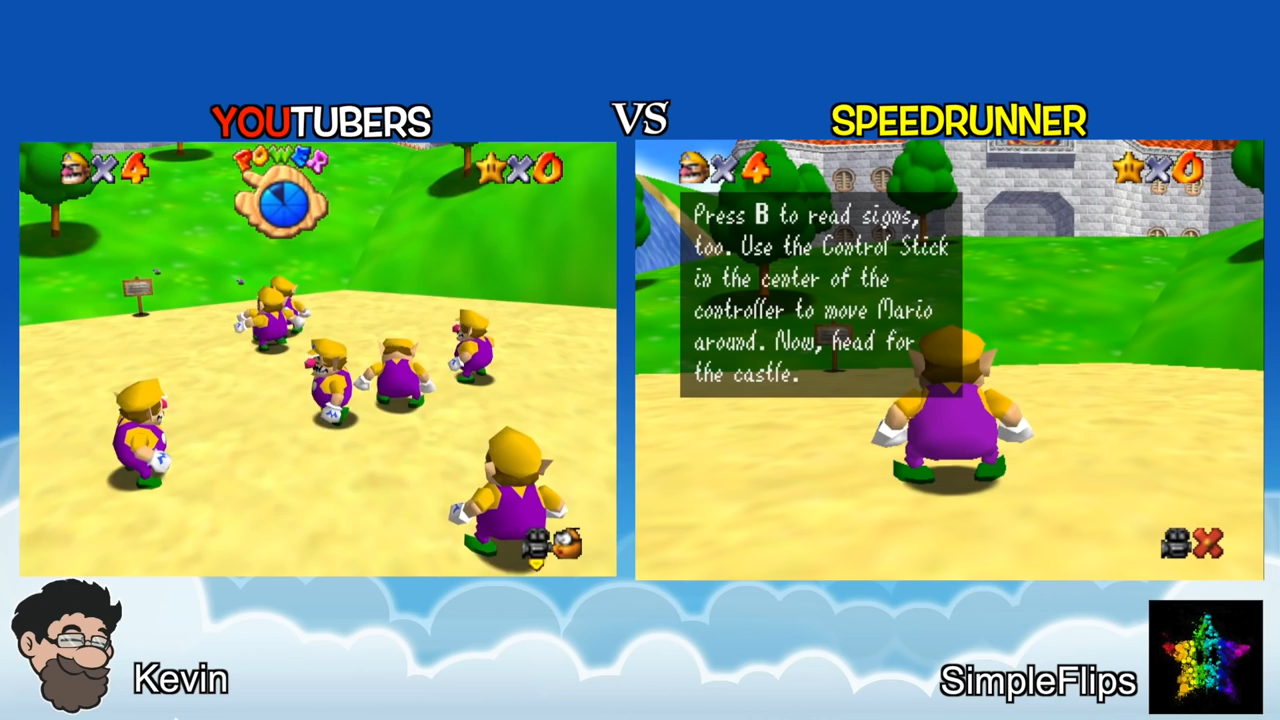 YOUTUBERS VS SPEEDRUNNER
×4 POWER ×0
×4 ×0
Press B to read signs,
too. Use the Control Stick
in the center of the
controller to move Mario
around. Now, head for
the castle.
Kevin
SimpleFlips